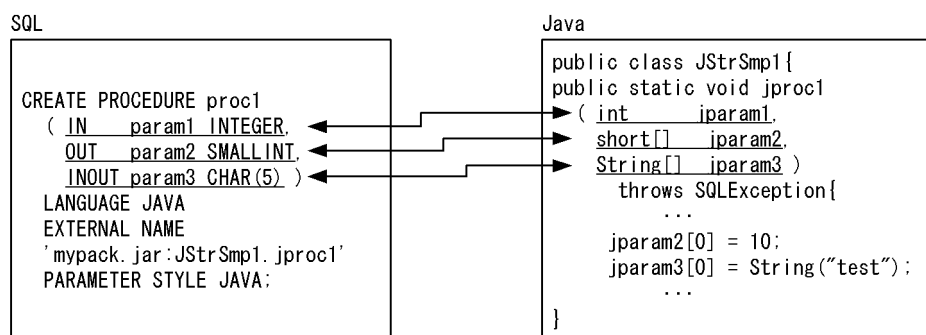 SQL
CREATE PROCEDURE proc1
( IN param1 INTEGER,
OUT param2 SMALLINT,
INOUT param3 CHAR(5) )
LANGUAGE JAVA
EXTERNAL NAME
'mypack.jar:JStrSmp1.jproc1'
PARAMETER STYLE JAVA;
Java
public class JStrSmp1{
public static void jproc1
( int jparam1,
short[] jparam2,
String[] jparam3 )
throws SQLException{
...
jparam2[0] = 10;
jparam3[0] = String("test");
...
}